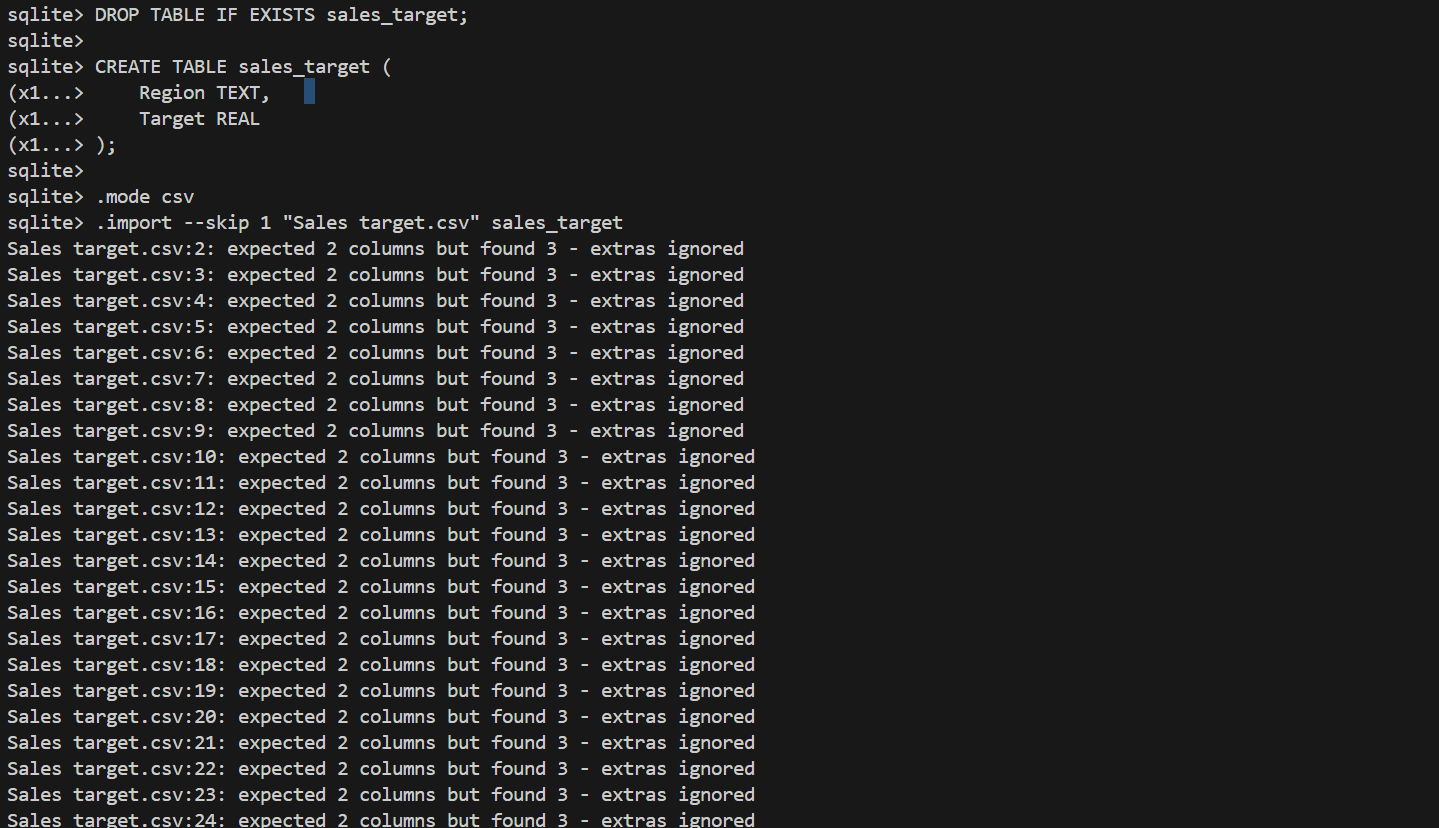 sqlite> DROP TABLE IF EXISTS sales_target;
sqlite>
sqlite> CREATE TABLE sales_target (
(x1...>     Region TEXT,
(x1...>     Target REAL
(x1...> );
sqlite>
sqlite> .mode csv
sqlite> .import --skip 1 "Sales target.csv" sales_target
Sales target.csv:2: expected 2 columns but found 3 - extras ignored
Sales target.csv:3: expected 2 columns but found 3 - extras ignored
Sales target.csv:4: expected 2 columns but found 3 - extras ignored
Sales target.csv:5: expected 2 columns but found 3 - extras ignored
Sales target.csv:6: expected 2 columns but found 3 - extras ignored
Sales target.csv:7: expected 2 columns but found 3 - extras ignored
Sales target.csv:8: expected 2 columns but found 3 - extras ignored
Sales target.csv:9: expected 2 columns but found 3 - extras ignored
Sales target.csv:10: expected 2 columns but found 3 - extras ignored
Sales target.csv:11: expected 2 columns but found 3 - extras ignored
Sales target.csv:12: expected 2 columns but found 3 - extras ignored
Sales target.csv:13: expected 2 columns but found 3 - extras ignored
Sales target.csv:14: expected 2 columns but found 3 - extras ignored
Sales target.csv:15: expected 2 columns but found 3 - extras ignored
Sales target.csv:16: expected 2 columns but found 3 - extras ignored
Sales target.csv:17: expected 2 columns but found 3 - extras ignored
Sales target.csv:18: expected 2 columns but found 3 - extras ignored
Sales target.csv:19: expected 2 columns but found 3 - extras ignored
Sales target.csv:20: expected 2 columns but found 3 - extras ignored
Sales target.csv:21: expected 2 columns but found 3 - extras ignored
Sales target.csv:22: expected 2 columns but found 3 - extras ignored
Sales target.csv:23: expected 2 columns but found 3 - extras ignored
Sales target.csv:24: expected 2 columns but found 3 - extras ignored